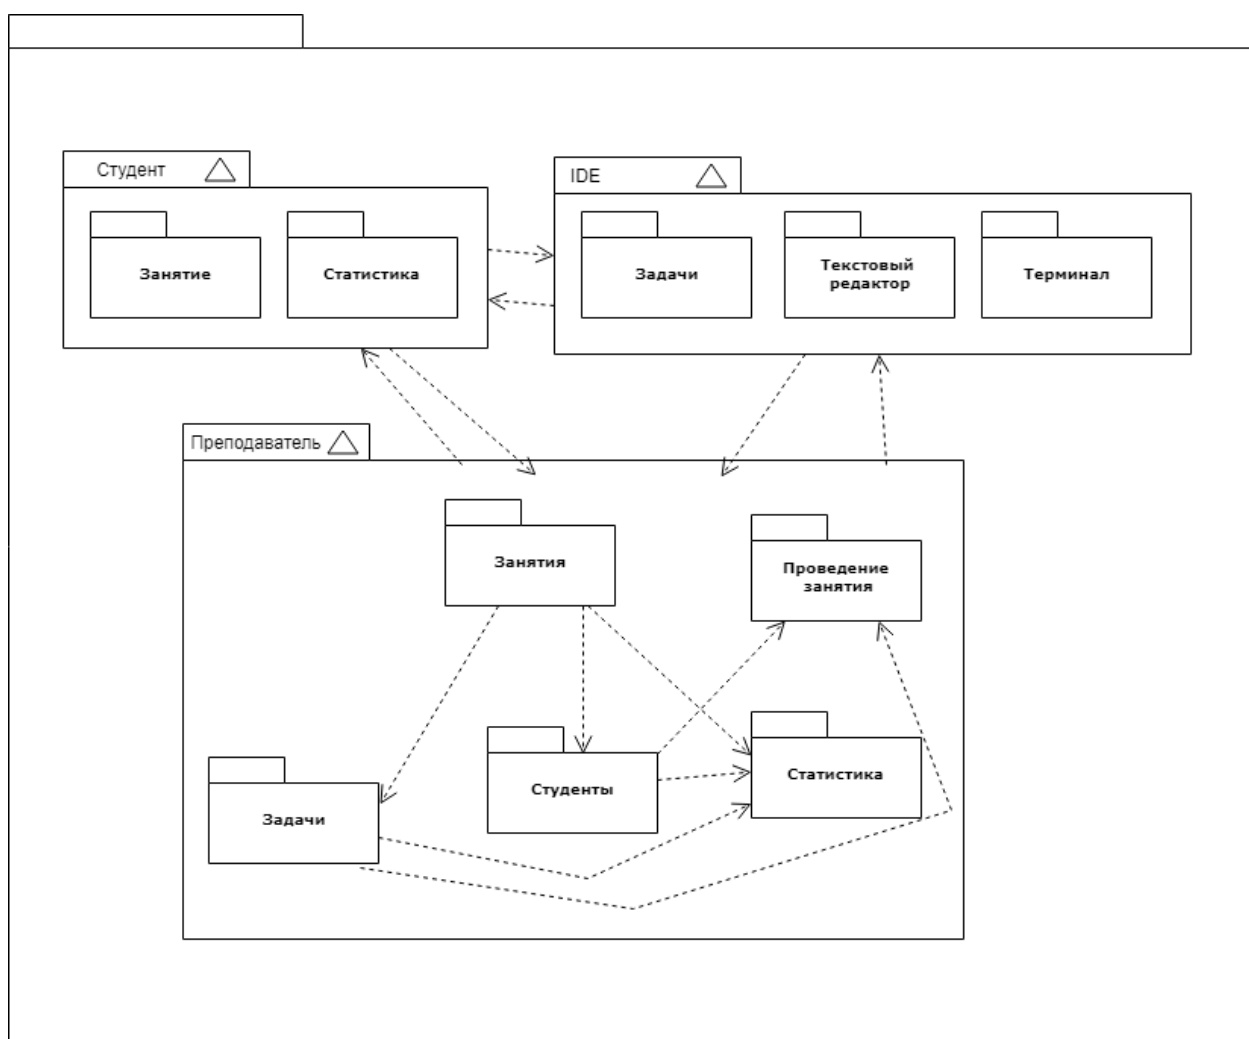 Студент
IDE
Занятие
Статистика
Задачи
Текстовый
редактор
Терминал
Преподаватель
Занятия
Проведение
занятия
Студенты
Статистика
Задачи